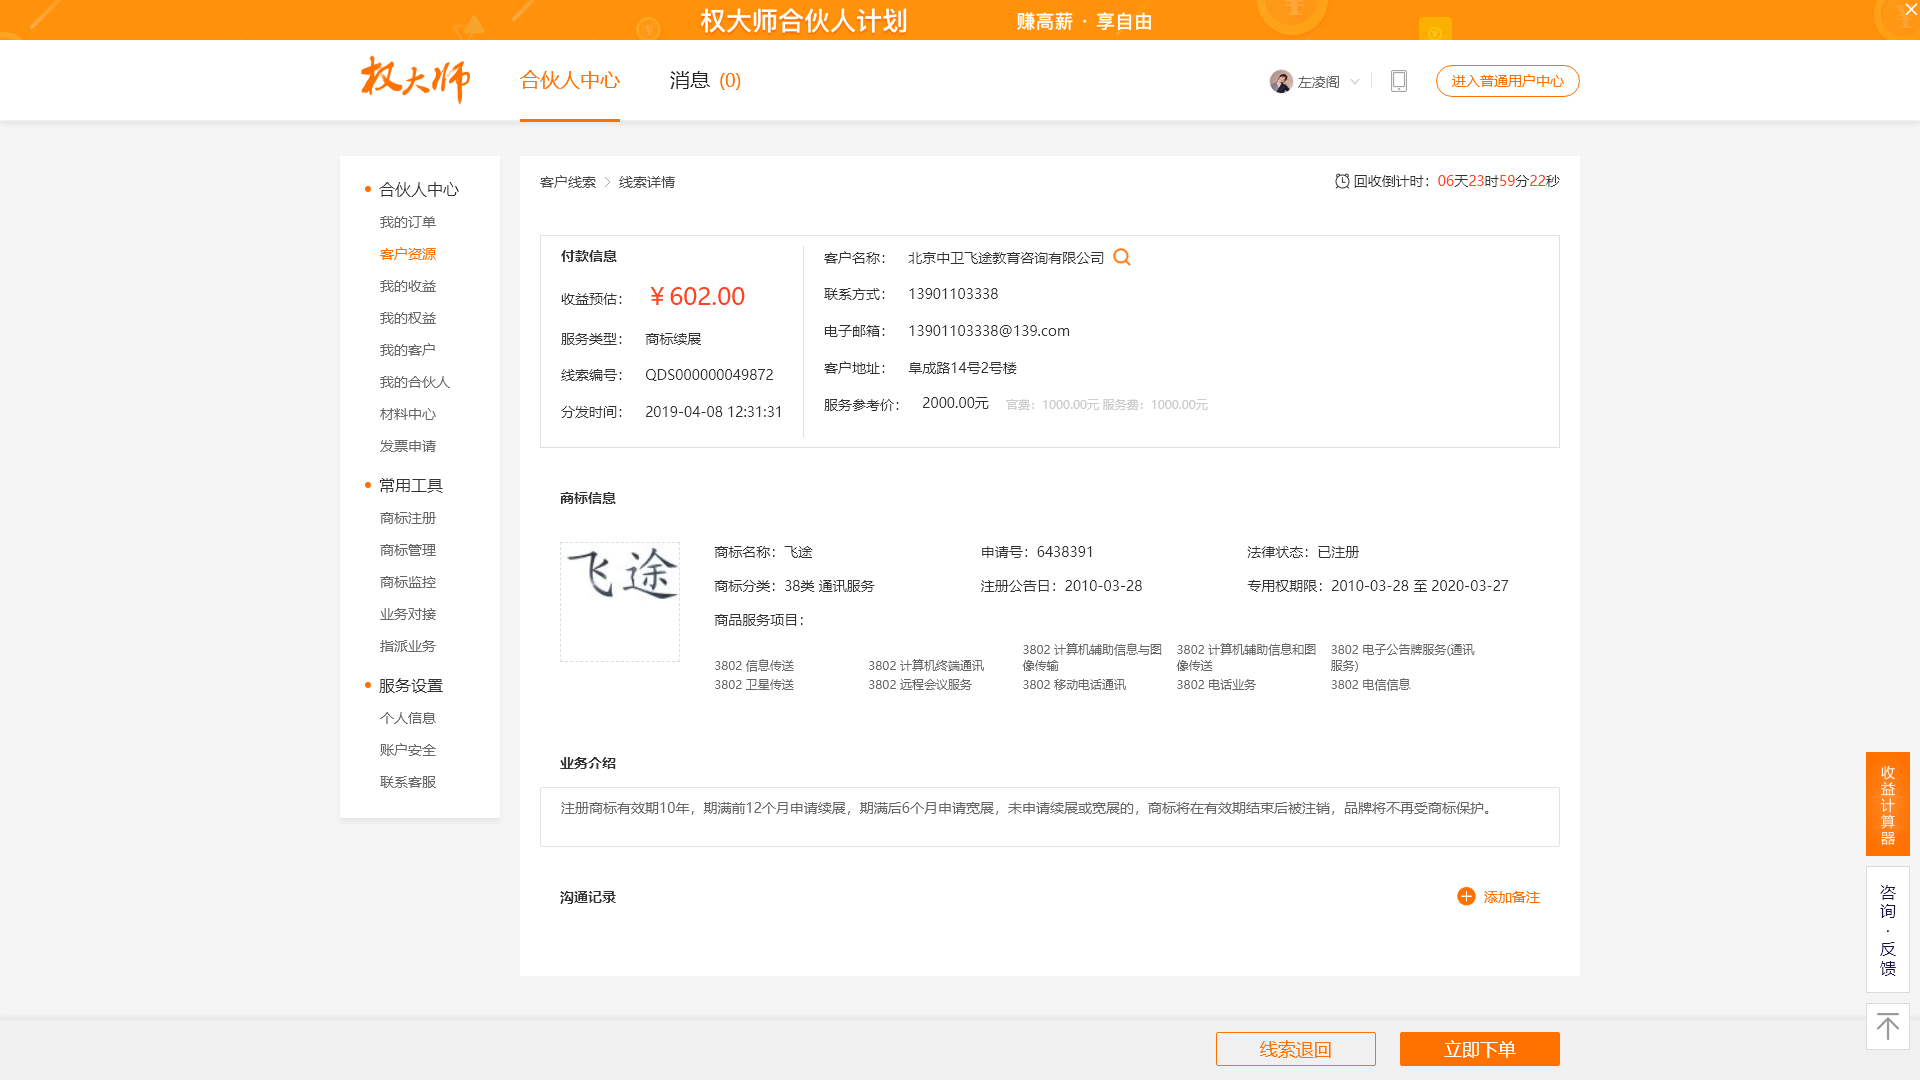 权大师合伙人计划 赚高薪 · 享自由
权大师 合伙人中心 消息 (0) 左凌阁 进入普通用户中心
合伙人中心
我的订单
客户资源
我的收益
我的权益
我的客户
我的合伙人
材料中心
发票申请
常用工具
商标注册
商标管理
商标监控
业务对接
指派业务
服务设置
个人信息
账户安全
联系客服
客户线索 > 线索详情 回收倒计时：06天23时59分22秒
付款信息
收益预估： ¥ 602.00
服务类型： 商标续展
线索编号： QDS000000049872
分发时间： 2019-04-08 12:31:31
客户名称： 北京中卫飞途教育咨询有限公司
联系方式： 13901103338
电子邮箱： 13901103338@139.com
客户地址： 阜成路14号2号楼
服务参考价： 2000.00元 官费：1000.00元 服务费：1000.00元
商标信息
飞途
商标名称：飞途 申请号：6438391 法律状态：已注册
商标分类：38类 通讯服务 注册公告日：2010-03-28 专用权期限：2010-03-28 至 2020-03-27
商品服务项目：
3802 信息传送 3802 计算机终端通讯 3802 计算机辅助信息与图像传输 3802 计算机辅助信息和图像传送 3802 电子公告牌服务(通讯服务)
3802 卫星传送 3802 远程会议服务 3802 移动电话通讯 3802 电话业务 3802 电信信息
业务介绍
注册商标有效期10年，期满前12个月申请续展，期满后6个月申请宽展，未申请续展或宽展的，商标将在有效期结束后被注销，品牌将不再受商标保护。
沟通记录 添加备注
收益计算器
咨询·反馈
线索退回 立即下单